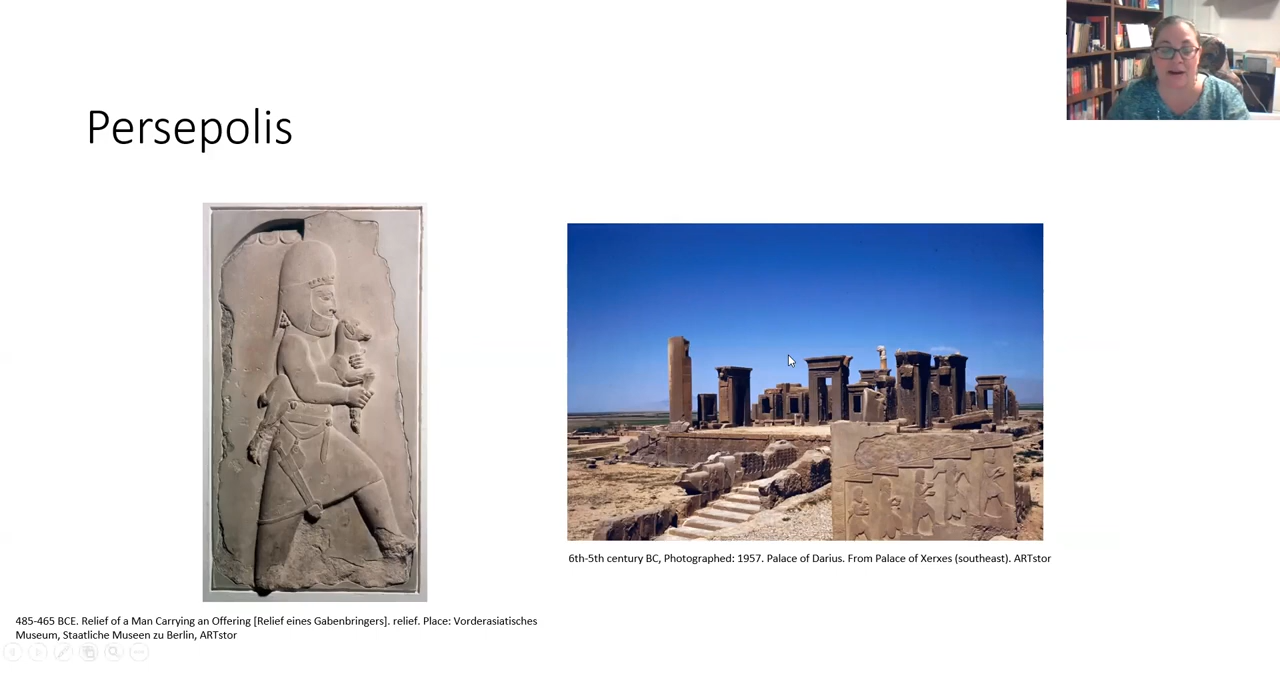 Persepolis
6th-5th century BC, Photographed: 1957. Palace of Darius. From Palace of Xerxes (southeast). ARTstor
485-465 BCE. Relief of a Man Carrying an Offering [Relief eines Gabenbringers]. relief. Place: Vorderasiatisches
Museum, Staatliche Museen zu Berlin, ARTstor